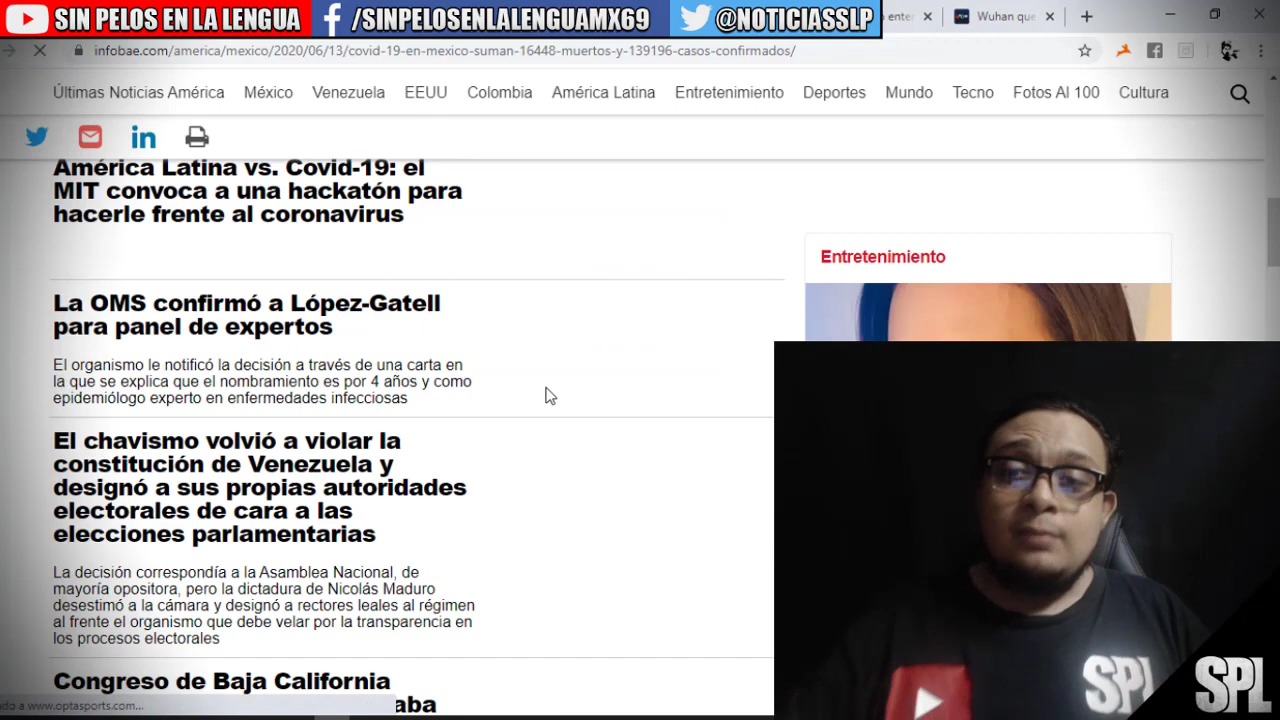 SIN PELOS EN LA LENGUA /SINPELOSENLALENGUAMX69 @NOTICIASSLP
Wuhan que
infobae.com/america/mexico/2020/06/13/covid-19-en-mexico-suman-16448-muertos-y-139196-casos-confirmados/
Últimas Noticias América México Venezuela EEUU Colombia América Latina Entretenimiento Deportes Mundo Tecno Fotos Al 100 Cultura
América Latina vs. Covid-19: el
MIT convoca a una hackatón para
hacerle frente al coronavirus
Entretenimiento
La OMS confirmó a López-Gatell
para panel de expertos
El organismo le notificó la decisión a través de una carta en
la que se explica que el nombramiento es por 4 años y como
epidemiólogo experto en enfermedades infecciosas
El chavismo volvió a violar la
constitución de Venezuela y
designó a sus propias autoridades
electorales de cara a las
elecciones parlamentarias
La decisión correspondía a la Asamblea Nacional, de
mayoría opositora, pero la dictadura de Nicolás Maduro
desestimó a la cámara y designó a rectores leales al régimen
al frente el organismo que debe velar por la transparencia en
los procesos electorales
Congreso de Baja California
aba
do a www.optasports.com...
SPL
SPL